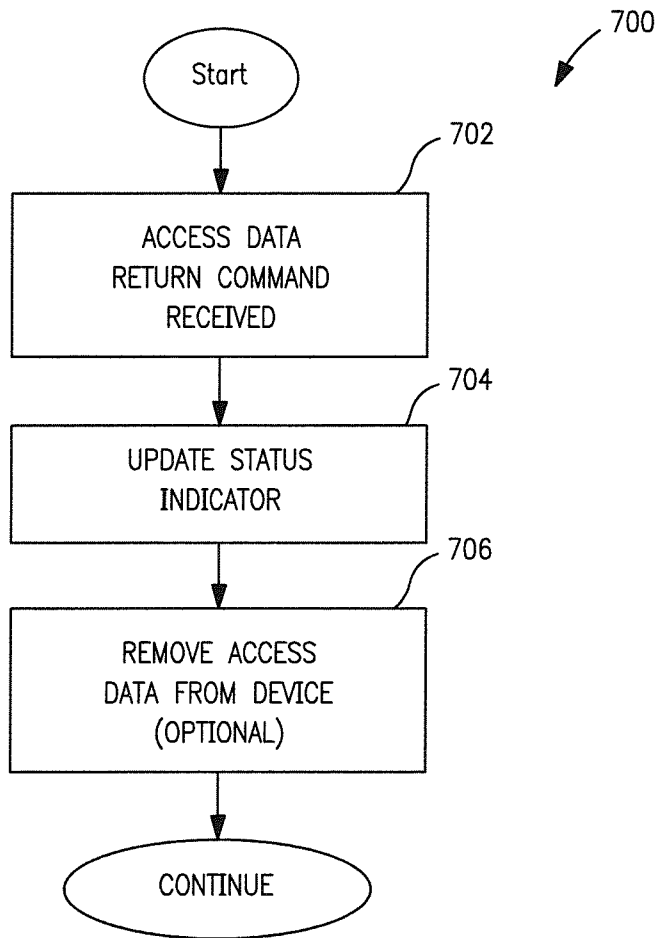 700
Start
702
ACCESS DATA
RETURN COMMAND
RECEIVED
704
UPDATE STATUS
INDICATOR
706
REMOVE ACCESS
DATA FROM DEVICE
(OPTIONAL)
CONTINUE